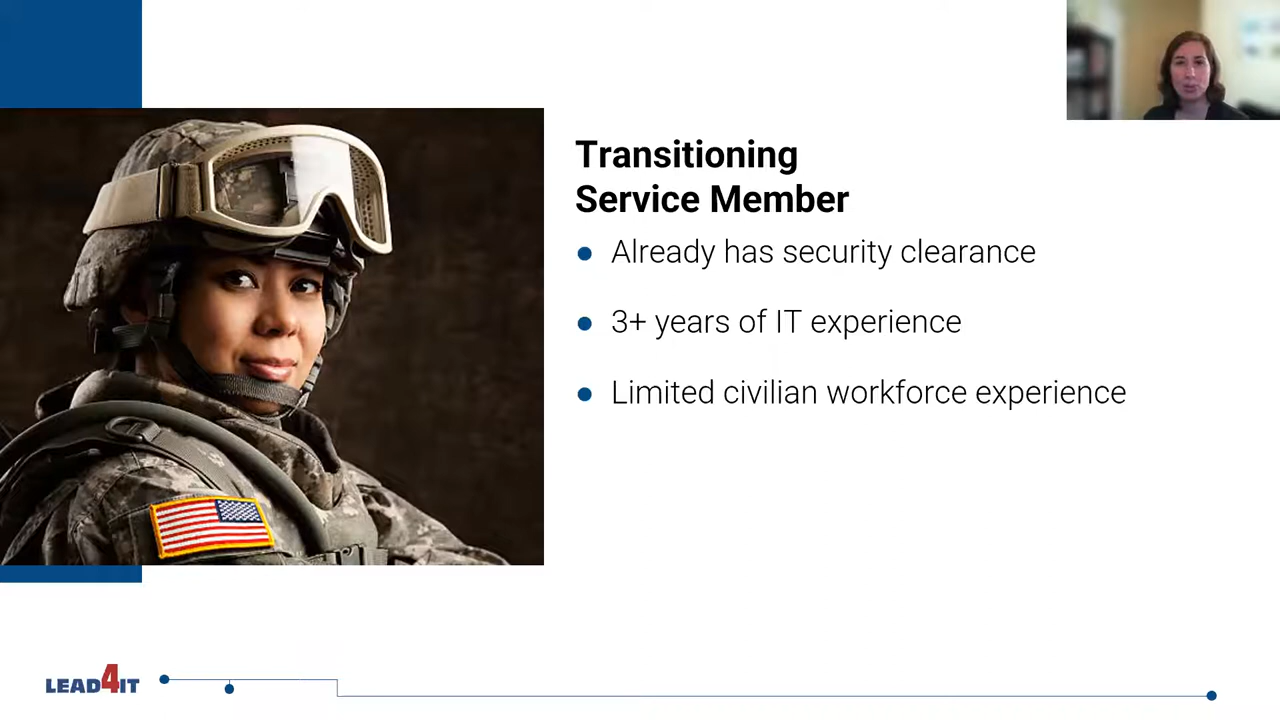 Transitioning
Service Member
● Already has security clearance
● 3+ years of IT experience
● Limited civilian workforce experience
LEAD4IT